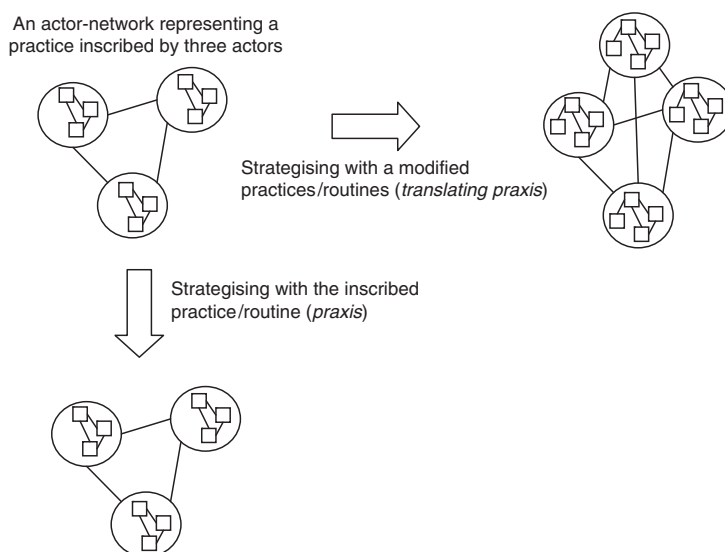 An actor-network representing a
practice inscribed by three actors
Strategising with a modified
practices/routines (translating praxis)
Strategising with the inscribed
practice/routine (praxis)